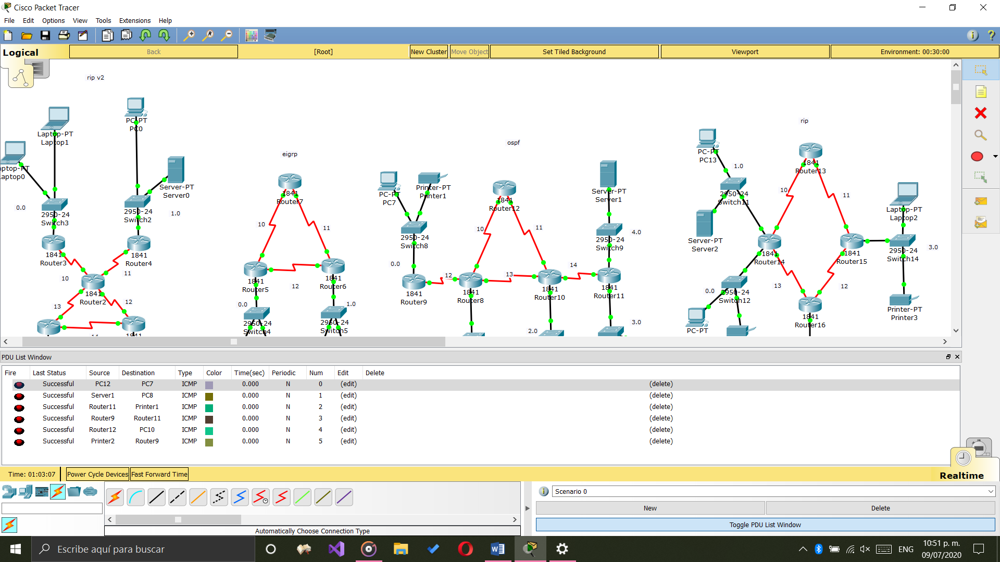 Cisco Packet Tracer
File Edit Options View Tools Extensions Help
Logical Back [Root] New Cluster Move Object Set Tiled Background Viewport Environment: 00:30:00
rip v2
Laptop-PT
Laptop1
PC-PT
PC0
aptop-PT
aptop0
Server-PT
Server0
0.0
2950-24
Switch3
2950-24
Switch2
1.0
1841
Router3
1841
Router4
10
11
1841
Router2
13
12
14
1841
eigrp
1841
Router7
10
11
1841
Router5
1841
Router6
12
0.0
1.0
2950-24
Switch4
2950-24
Switch5
ospf
PC-PT
PC7
Printer-PT
Printer1
1841
Router12
Server-PT
Server1
10
11
2950-24
Switch8
2950-24
Switch9
4.0
0.0
12
13
14
1841
Router9
1841
Router8
1841
Router10
1841
Router11
2.0
3.0
rip
PC-PT
PC13
1841
Router13
1.0
2950-24
Switch11
10
11
Laptop-PT
Laptop2
Server-PT
Server2
1841
Router14
1841
Router15
2950-24
Switch14
3.0
13
12
0.0
2950-24
Switch12
PC-PT
1841
Router16
Printer-PT
Printer3
PDU List Window
Fire Last Status Source Destination Type Color Time(sec) Periodic Num Edit Delete
Successful PC12 PC7 ICMP 0.000 N 0 (edit) (delete)
Successful Server1 PC8 ICMP 0.000 N 1 (edit) (delete)
Successful Router11 Printer1 ICMP 0.000 N 2 (edit) (delete)
Successful Router9 Router11 ICMP 0.000 N 3 (edit) (delete)
Successful Router12 PC10 ICMP 0.000 N 4 (edit) (delete)
Successful Printer2 Router9 ICMP 0.000 N 5 (edit) (delete)
Time: 01:03:07 Power Cycle Devices Fast Forward Time
Realtime
Scenario 0
New Delete
Toggle PDU List Window
Automatically Choose Connection Type
Escribe aquí para buscar
ENG
10:51 p. m.
09/07/2020